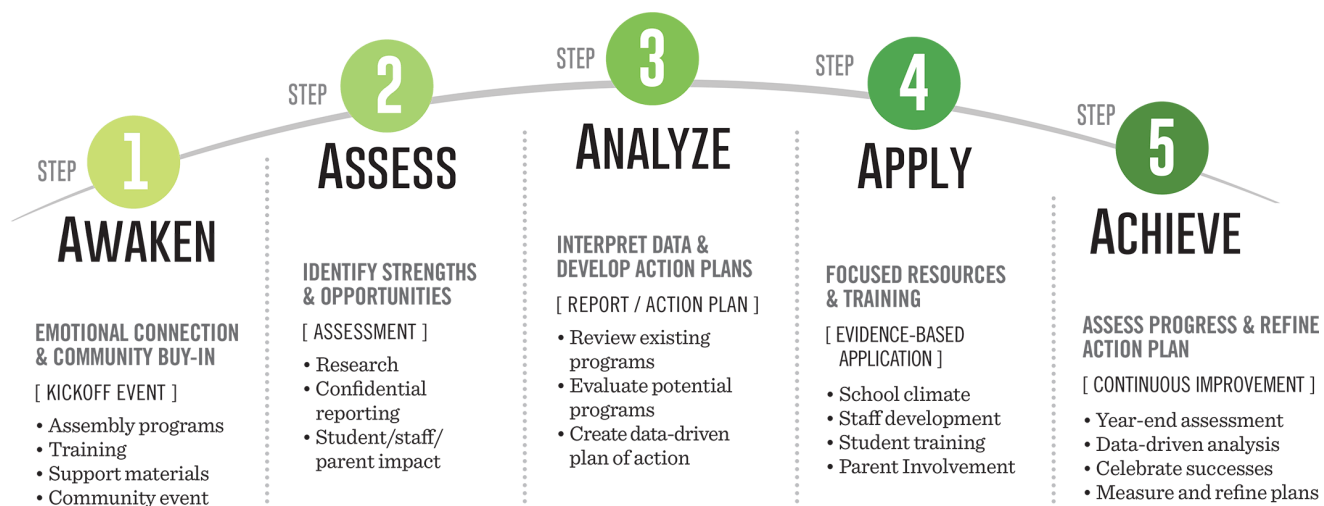 STEP
1
AWAKEN
EMOTIONAL CONNECTION
& COMMUNITY BUY-IN
[ KICKOFF EVENT ]
• Assembly programs
• Training
• Support materials
• Community event
STEP
2
ASSESS
IDENTIFY STRENGTHS
& OPPORTUNITIES
[ ASSESSMENT ]
• Research
• Confidential
reporting
• Student/staff/
parent impact
STEP
3
ANALYZE
INTERPRET DATA &
DEVELOP ACTION PLANS
[ REPORT / ACTION PLAN ]
• Review existing
programs
• Evaluate potential
programs
• Create data-driven
plan of action
STEP
4
APPLY
FOCUSED RESOURCES
& TRAINING
[ EVIDENCE-BASED
APPLICATION ]
• School climate
• Staff development
• Student training
• Parent Involvement
STEP
5
ACHIEVE
ASSESS PROGRESS & REFINE
ACTION PLAN
[ CONTINUOUS IMPROVEMENT ]
• Year-end assessment
• Data-driven analysis
• Celebrate successes
• Measure and refine plans